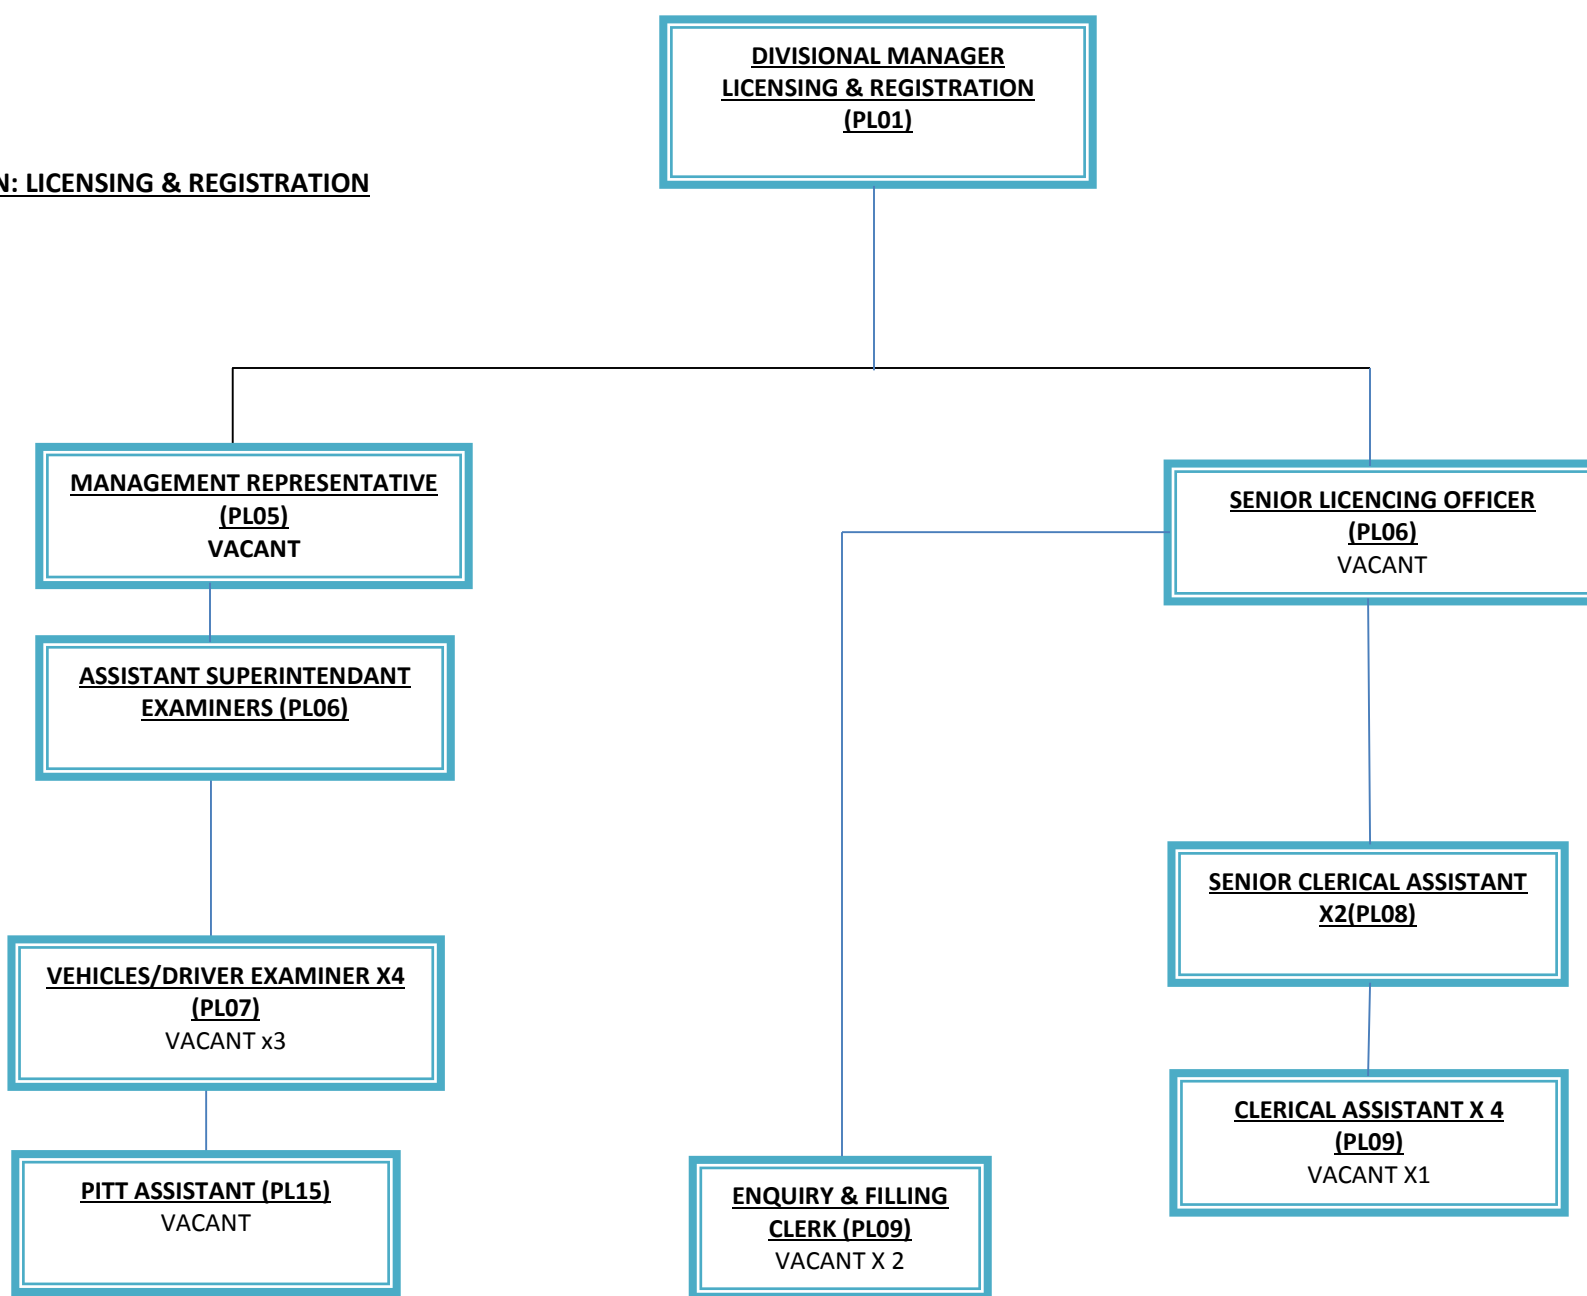 DIVISIONAL MANAGER
LICENSING & REGISTRATION
(PL01)
N: LICENSING & REGISTRATION
MANAGEMENT REPRESENTATIVE
(PL05)
VACANT
SENIOR LICENCING OFFICER
(PL06)
VACANT
ASSISTANT SUPERINTENDANT
EXAMINERS (PL06)
SENIOR CLERICAL ASSISTANT
X2(PL08)
VEHICLES/DRIVER EXAMINER X4
(PL07)
VACANT x3
CLERICAL ASSISTANT X 4
(PL09)
VACANT X1
PITT ASSISTANT (PL15)
VACANT
ENQUIRY & FILLING
CLERK (PL09)
VACANT X 2